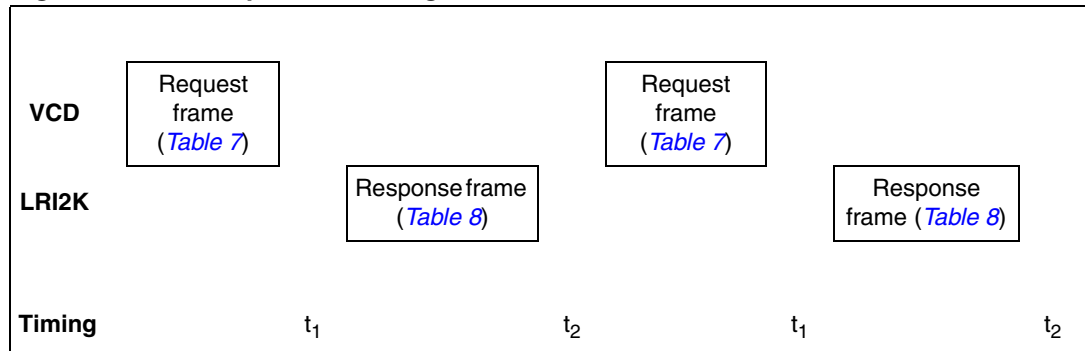 VCD
Request
frame
(Table 7)
Request
frame
(Table 7)
LRI2K
Response frame
(Table 8)
Response
frame (Table 8)
Timing t1 t2 t1 t2